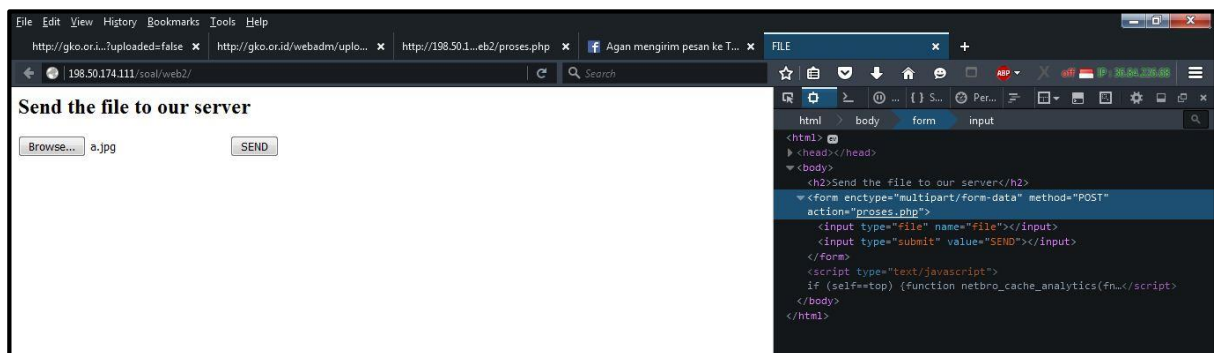 File Edit View History Bookmarks Tools Help
http://gko.or.i...?uploaded=false × http://gko.or.id/webadm/uplo... × http://198.50.1...eb2/proses.php × Agan mengirim pesan ke T... × FILE × +
198.50.174.111/soal/web2/ Search ABP off IP :
{ } S... Per...
Send the file to our server
Browse... a.jpg SEND
html body form input
<html> ev
<head></head>
<body>
<h2>Send the file to our server</h2>
<form enctype="multipart/form-data" method="POST"
action="proses.php">
<input type="file" name="file"></input>
<input type="submit" value="SEND"></input>
</form>
<script type="text/javascript">
if (self==top) {function netbro_cache_analytics(fn…</script>
</body>
</html>